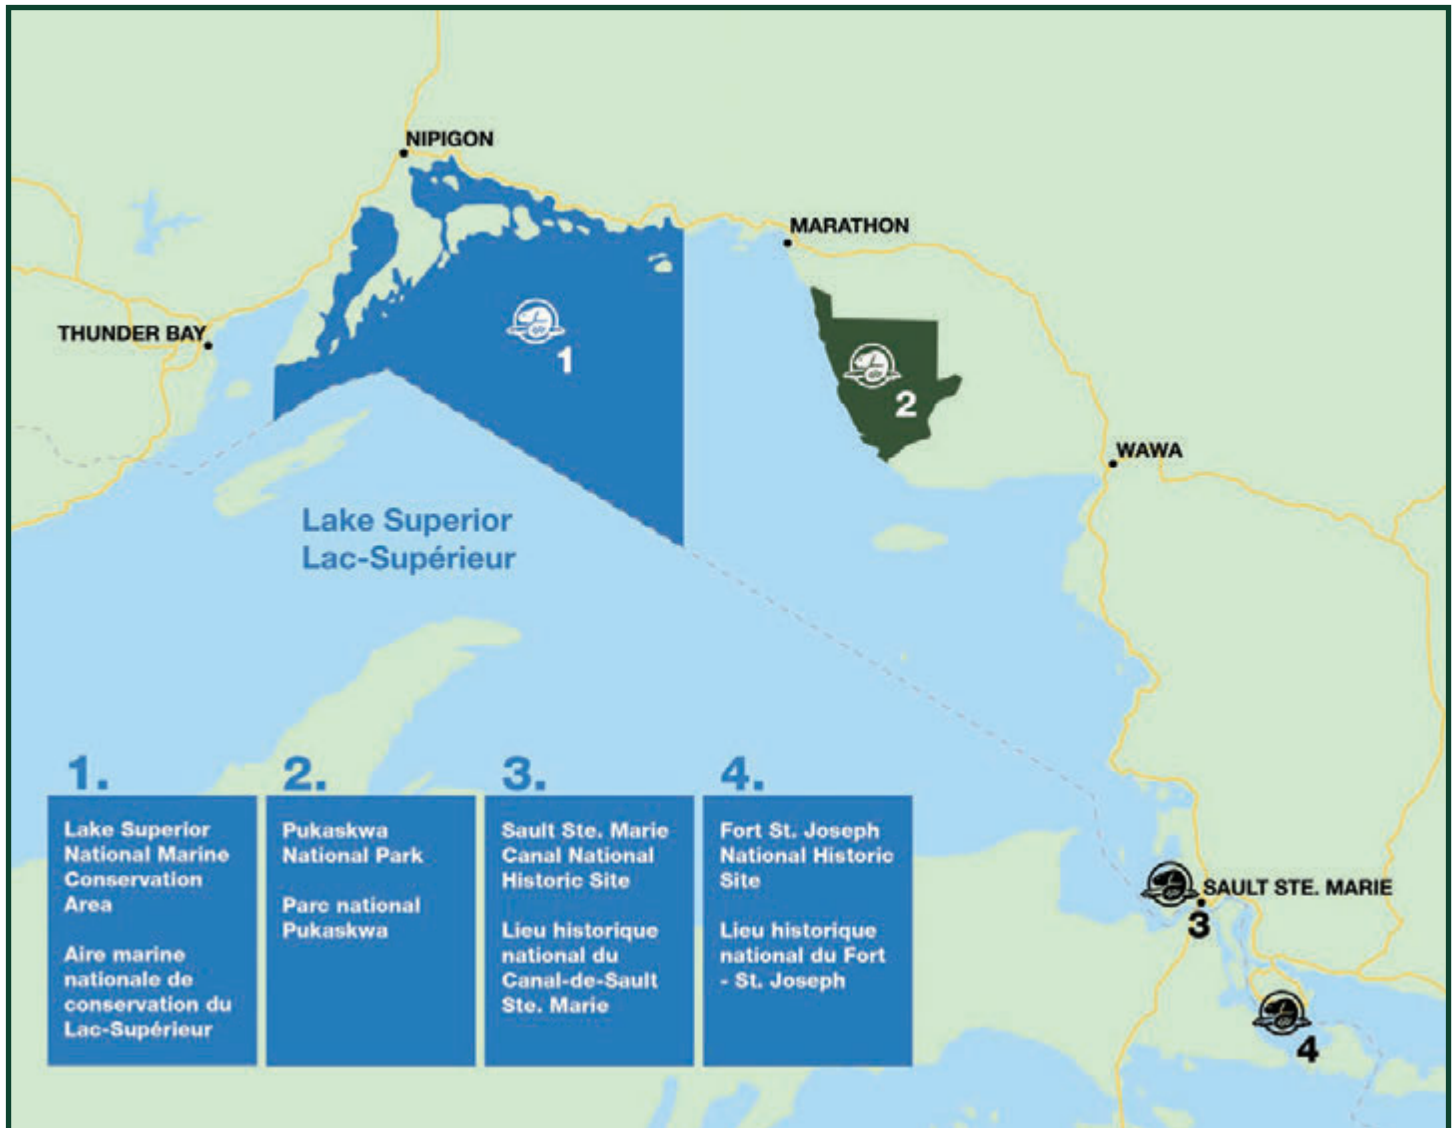 NIPIGON
MARATHON
THUNDER BAY
1
2
WAWA
Lake Superior
Lac-Supérieur
SAULT STE. MARIE
3
4
1.
Lake Superior
National Marine
Conservation
Area
Aire marine
nationale de
conservation du
Lac-Supérieur
2.
Pukaskwa
National Park
Parc national
Pukaskwa
3.
Sault Ste. Marie
Canal National
Historic Site
Lieu historique
national du
Canal-de-Sault
Ste. Marie
4.
Fort St. Joseph
National Historic
Site
Lieu historique
national du Fort
- St. Joseph